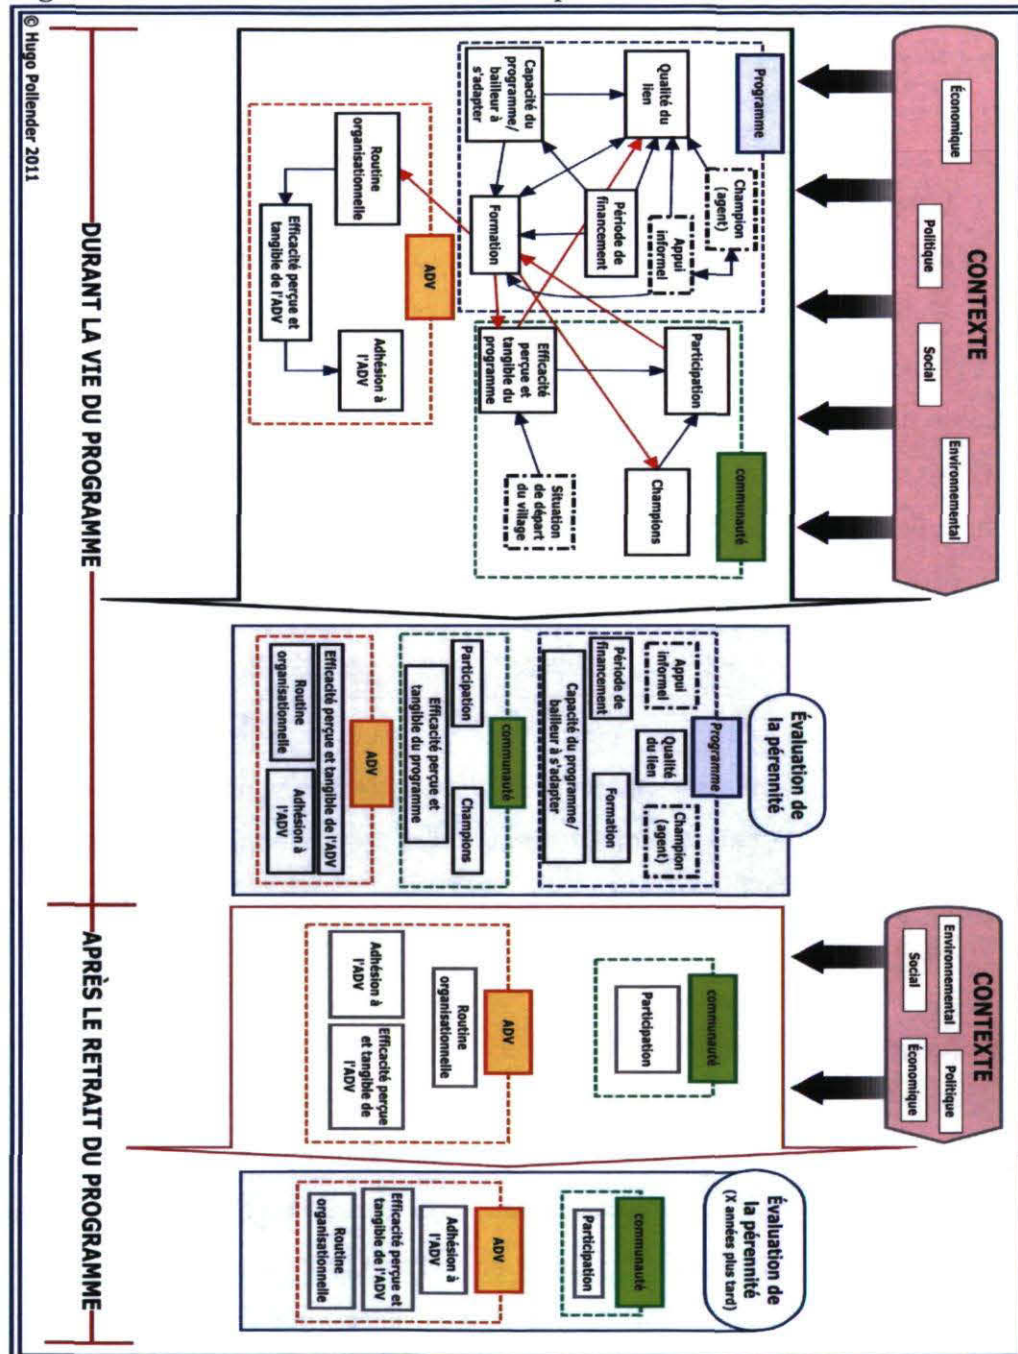 CONTEXTE
Économique
Politique
Social
Environnemental
Programme
Qualité du
lien
Champion
(agent)
Appui
informel
Période de
financement
Capacité du
programme/
bailleur à
s'adapter
Formation
communauté
Participation
Champions
Efficacité
perçue et
tangible du
programme
Situation
de départ
du village
ADV
Routine
organisationnelle
Efficacité perçue et
tangible de l'ADV
Adhésion à
l'ADV
DURANT LA VIE DU PROGRAMME
Évaluation de
la pérennité
Programme
Appui
informel
Qualité
du lien
Champion
(agent)
Période de
financement
Formation
Capacité du programme/
bailleur à s'adapter
communauté
Participation
Champions
Efficacité perçue et
tangible du programme
ADV
Efficacité perçue et tangible de l'ADV
Routine
organisationnelle
Adhésion à
l'ADV
CONTEXTE
Environnemental
Politique
Social
Économique
communauté
Participation
ADV
Routine
organisationnelle
Adhésion à
l'ADV
Efficacité perçue
et tangible de
l'ADV
APRÈS LE RETRAIT DU PROGRAMME
Évaluation de
la pérennité
(X années plus tard)
communauté
Participation
ADV
Adhésion à
l'ADV
Efficacité perçue et
tangible de l'ADV
Routine
organisationnelle
© Hugo Pollender 2011